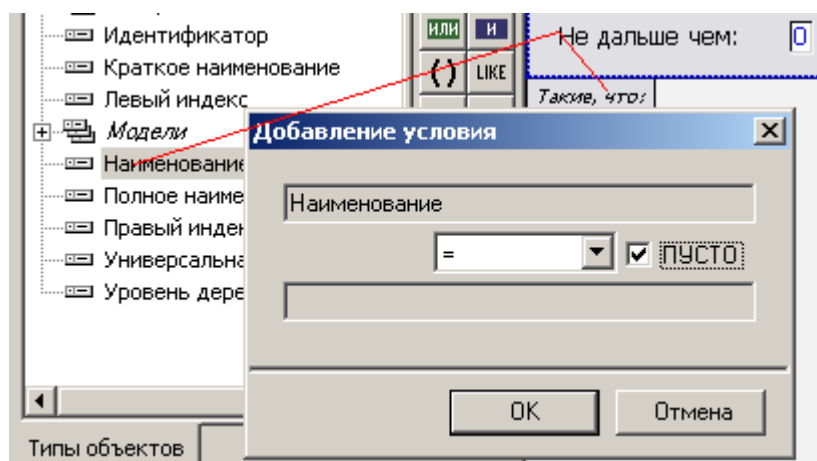 Идентификатор
Краткое наименование
Левый индекс
Модели
Наименование
Полное наиме
Правый индек
Универсальна
Уровень дере
Типы объектов
ИЛИ И
( ) LIKE
Не дальше чем: 0
Такие, что:
Добавление условия
Наименование
= ПУСТО
OK Отмена